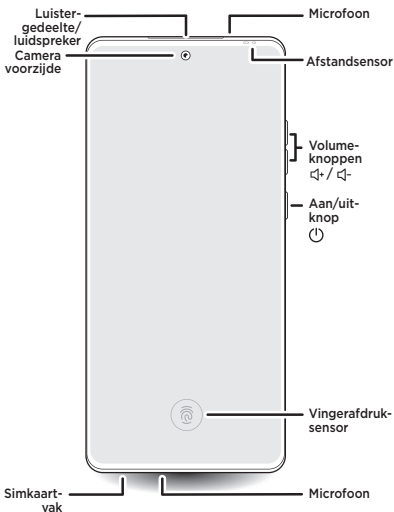 Luister-
gedeelte/
luidspreker
Camera
voorzijde
Microfoon
Afstandsensor
Volume-
knoppen
+ / -
Aan/uit-
knop
Vingerafdruk-
sensor
Simkaart-
vak
Microfoon